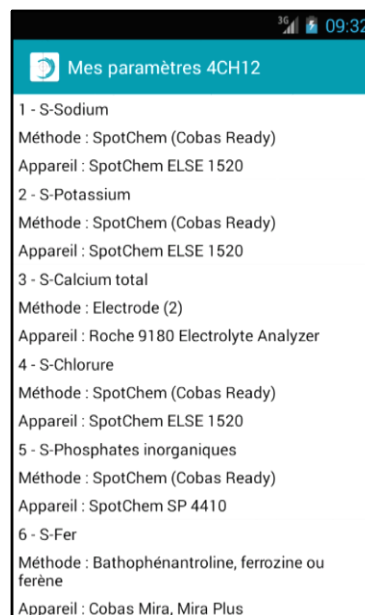 3G 09:32
Mes paramètres 4CH12
1 - S-Sodium
Méthode : SpotChem (Cobas Ready)
Appareil : SpotChem ELSE 1520
2 - S-Potassium
Méthode : SpotChem (Cobas Ready)
Appareil : SpotChem ELSE 1520
3 - S-Calcium total
Méthode : Electrode (2)
Appareil : Roche 9180 Electrolyte Analyzer
4 - S-Chlorure
Méthode : SpotChem (Cobas Ready)
Appareil : SpotChem ELSE 1520
5 - S-Phosphates inorganiques
Méthode : SpotChem (Cobas Ready)
Appareil : SpotChem SP 4410
6 - S-Fer
Méthode : Bathophénantroline, ferrozine ou
ferène
Appareil : Cobas Mira, Mira Plus